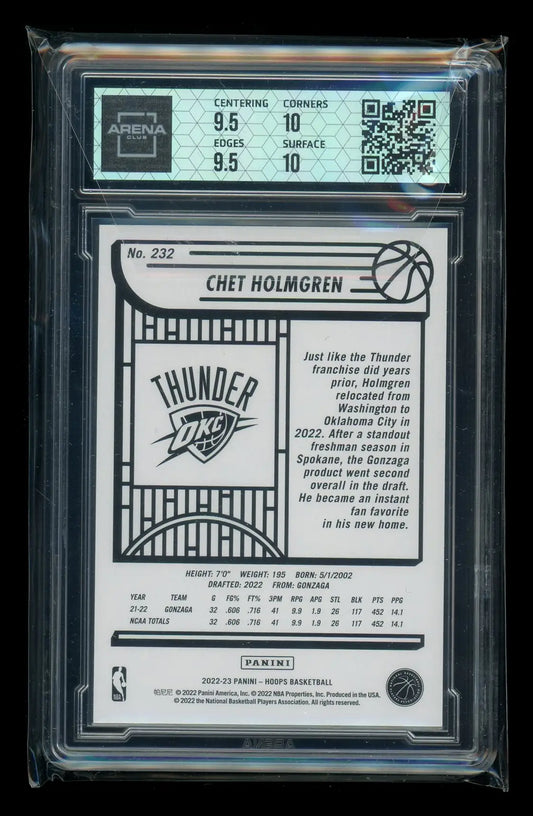 ARENA
CLUB
CENTERING CORNERS
9.5 10
EDGES SURFACE
9.5 10
No. 232
CHET HOLMGREN
THUNDER
OKC
Just like the Thunder
franchise did years
prior, Holmgren
relocated from
Washington to
Oklahoma City in
2022. After a standout
freshman season in
Spokane, the Gonzaga
product went second
overall in the draft.
He became an instant
fan favorite
in his new home.
HEIGHT: 7'0" WEIGHT: 195 BORN: 5/1/2002
DRAFTED: 2022 FROM: GONZAGA
YEAR TEAM G FG% FT% 3PM RPG APG STL BLK PTS PPG
21-22 GONZAGA 32 .606 .716 41 9.9 1.9 26 117 452 14.1
NCAA TOTALS 32 .606 .716 41 9.9 1.9 26 117 452 14.1
PANINI
2022-23 PANINI – HOOPS BASKETBALL
帕尼尼 © 2022 Panini America, Inc. © 2022 NBA Properties, Inc. Produced in the USA.
© 2022 the National Basketball Players Association. All rights reserved.
NBA
ARENA